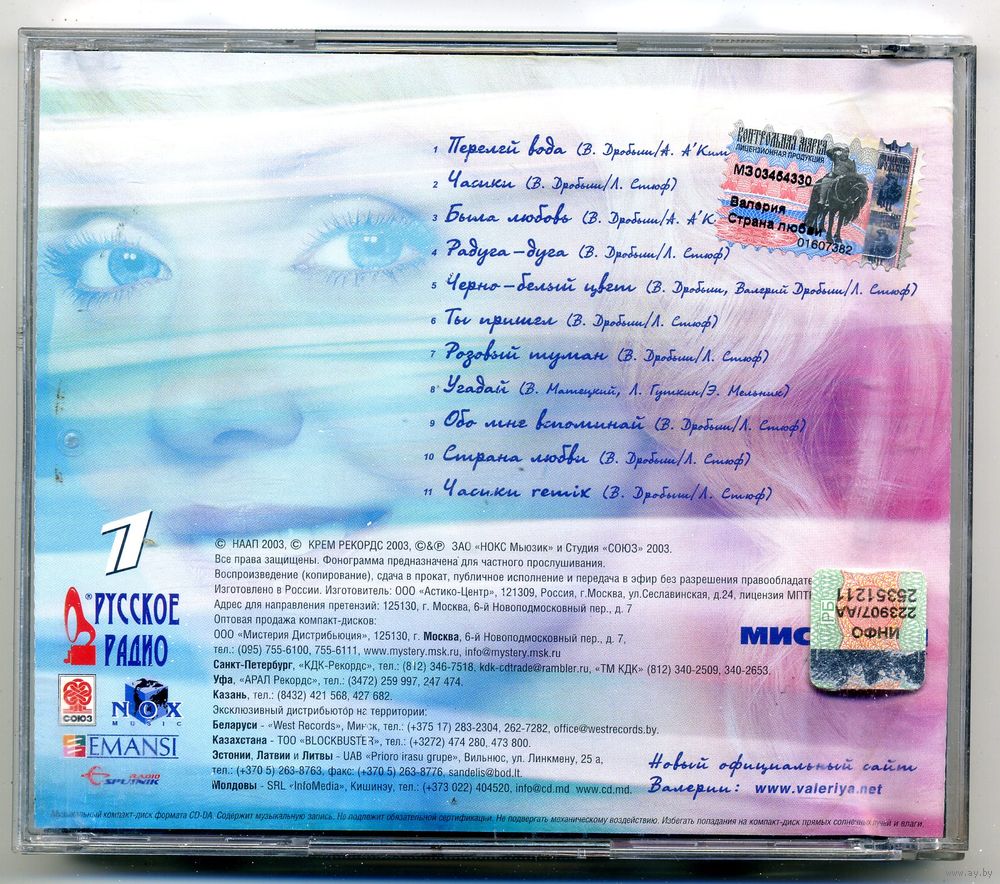 1 Перелей вода (В. Дробыш/А. А'Ким
2 Часики (В. Дробыш/Л. Стюф)
3 Была любовь (В. Дробыш/А. А'К
4 Радуга-дуга (В. Дробыш/Л. Стюф)
5 Черно-белый цвет (В. Дробыш, Валерий Дробыш/Л. Стюф)
6 Ты пришел (В. Дробыш/Л. Стюф)
7 Розовый туман (В. Дробыш/Л. Стюф)
8 Угадай (В. Матецкий, Л. Гуткин/Э. Мельник)
9 Обо мне вспоминай (В. Дробыш/Л. Стюф)
10 Страна любви (В. Дробыш/Л. Стюф)
11 Часики remix (В. Дробыш/Л. Стюф)
КОНТРОЛЬНАЯ МАРКА
ЛИЦЕНЗИОННАЯ ПРОДУКЦИЯ
МЗ03464330
Валерия
Страна любви
01607382
© НААП 2003, © КРЕМ РЕКОРДС 2003, ©&℗ ЗАО «НОКС Мьюзик» и Студия «СОЮЗ» 2003.
Все права защищены. Фонограмма предназначена для частного прослушивания.
Воспроизведение (копирование), сдача в прокат, публичное исполнение и передача в эфир без разрешения правообладате
Изготовлено в России. Изготовитель: ООО «Астико-Центр», 121309, Россия, г.Москва, ул.Сеславинская, д.24, лицензия МПТР
Адрес для направления претензий: 125130, г. Москва, 6-й Новоподмосковный пер., д. 7
Оптовая продажа компакт-дисков:
ООО «Мистерия Дистрибьюция», 125130, г. Москва, 6-й Новоподмосковный пер., д. 7,
тел.: (095) 755-6100, 755-6111, www.mystery.msk.ru, info@mystery.msk.ru
Санкт-Петербург, «КДК-Рекордс», тел.: (812) 346-7518, kdk-cdtrade@rambler.ru, «ТМ КДК» (812) 340-2509, 340-2653.
Уфа, «АРАЛ Рекордс», тел.: (3472) 259 997, 247 474.
Казань, тел.: (8432) 421 568, 427 682.
Эксклюзивный дистрибьютор на территории:
Беларуси - «West Records», Минск, тел.: (+375 17) 283-2304, 262-7282, office@westrecords.by.
Казахстана - ТОО «BLOCKBUSTER», тел.: (+3272) 474 280, 473 800.
Эстонии, Латвии и Литвы - UAB «Prioro irasu grupe», Вильнюс, ул. Линкмену, 25 а,
тел.: (+370 5) 263-8763, факс: (+370 5) 263-8776, sandelis@bod.lt.
Молдовы - SRL «InfoMedia», Кишинэу, тел.: (+373 022) 404520, info@cd.md www.cd.md.
МИС
РБ
ИНФО
223907/АА
25351211
1
РУССКОЕ
РАДИО
СОЮЗ
NOX
MUSIC
EMANSI
RADIO
SPUTNIK
Новый официальный сайт
Валерии: www.valeriya.net
Музыкальный компакт-диск формата CD-DA. Содержит музыкальную запись. Не подлежит обязательной сертификации. Не подвергать механическому воздействию. Избегать попадания на компакт-диск прямых солнечных лучей и влаги.
www.ay.by